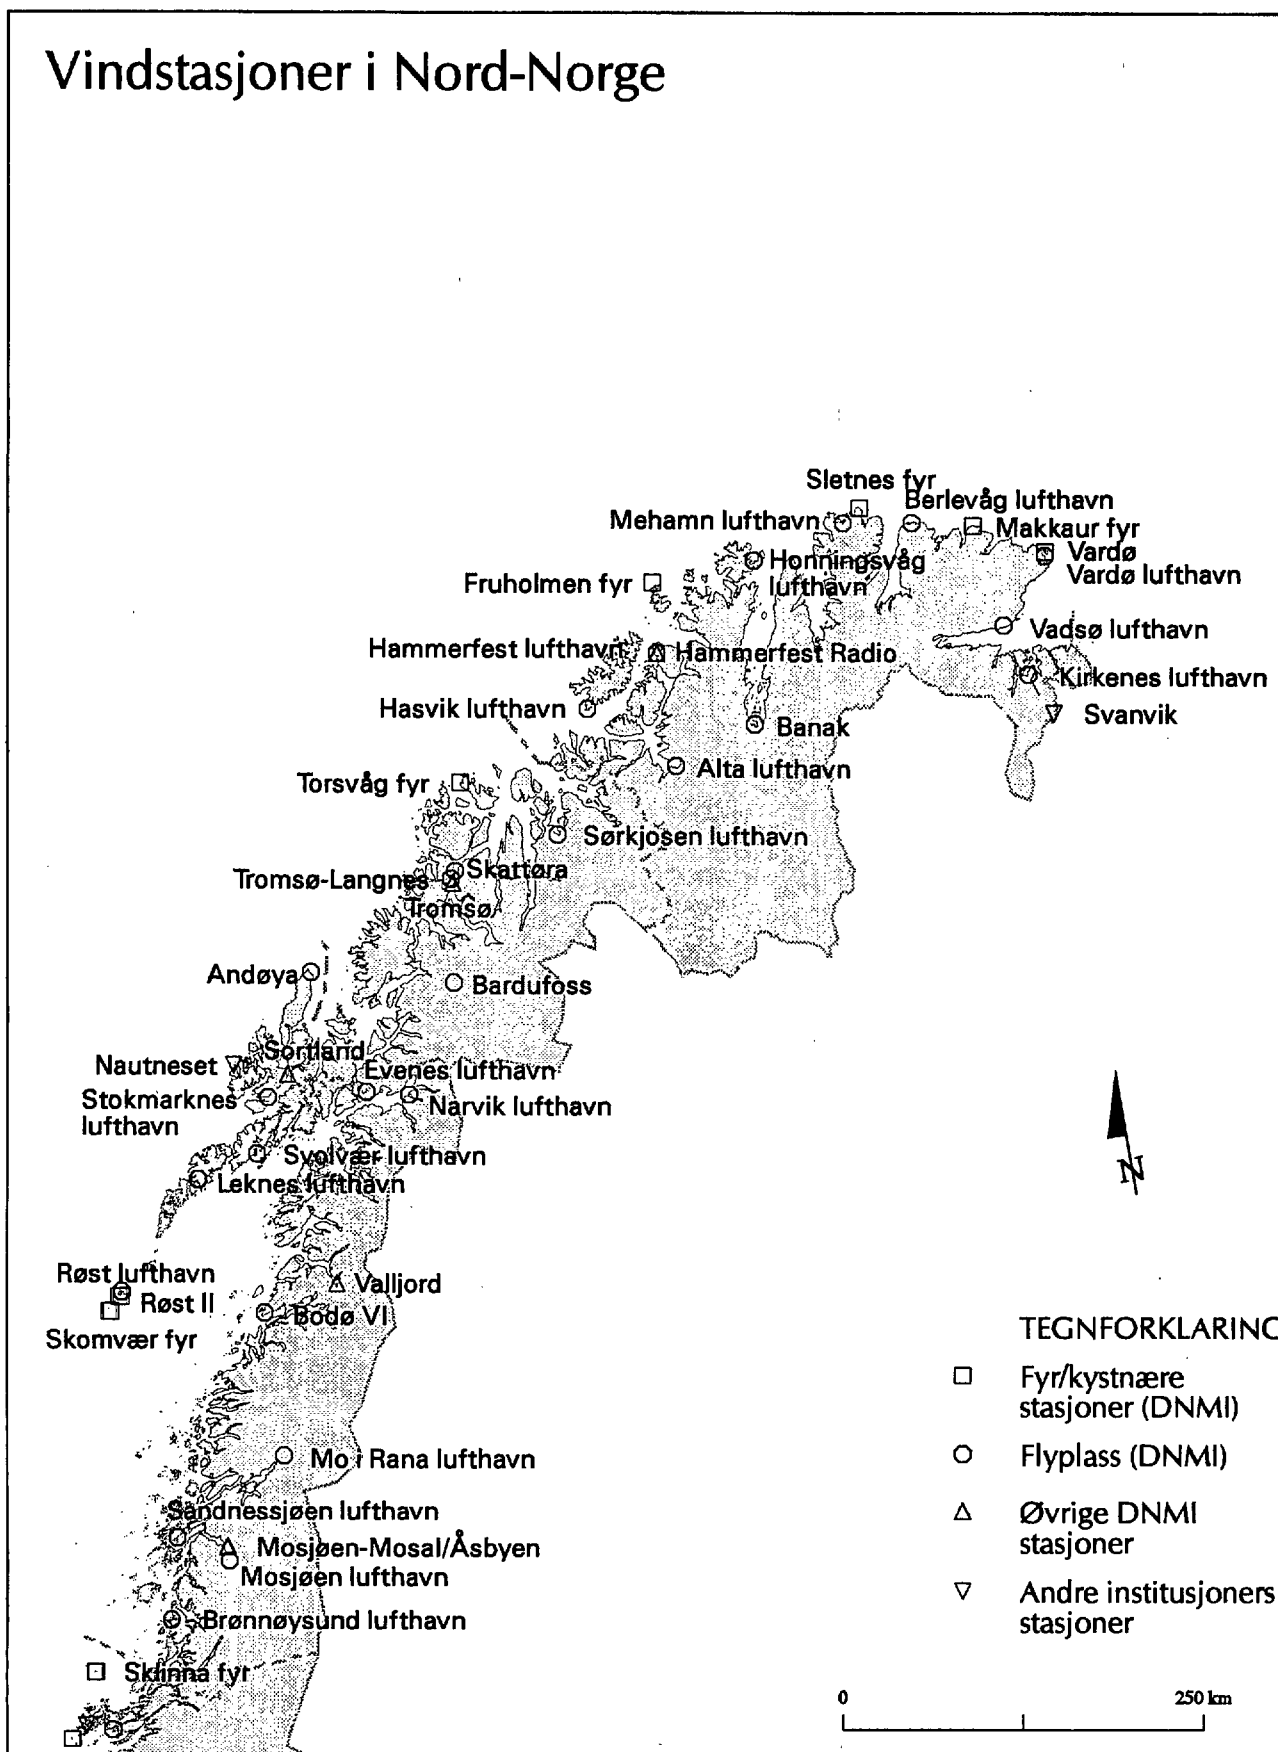 Vindstasjoner i Nord-Norge
Sletnes fyr
Berlevåg lufthavn
Mehamn lufthavn
Makkaur fyr
Vardø
Vardø lufthavn
Honningsvåg
lufthavn
Fruholmen fyr
Vadsø lufthavn
Hammerfest lufthavn
Hammerfest Radio
Kirkenes lufthavn
Hasvik lufthavn
Svanvik
Banak
Alta lufthavn
Torsvåg fyr
Sørkjosen lufthavn
Skattøra
Tromsø-Langnes
Tromsø
Andøya
Bardufoss
Sortland
Nautneset
Evenes lufthavn
Stokmarknes
lufthavn
Narvik lufthavn
Svolvær lufthavn
Leknes lufthavn
N
Røst lufthavn
Røst II
Valljord
Bodø VI
Skomvær fyr
TEGNFORKLARING
Fyr/kystnære
stasjoner (DNMI)
Flyplass (DNMI)
Øvrige DNMI
stasjoner
Andre institusjoners
stasjoner
Mo i Rana lufthavn
Sandnessjøen lufthavn
Mosjøen-Mosal/Åsbyen
Mosjøen lufthavn
Brønnøysund lufthavn
Sklinna fyr
0 250 km